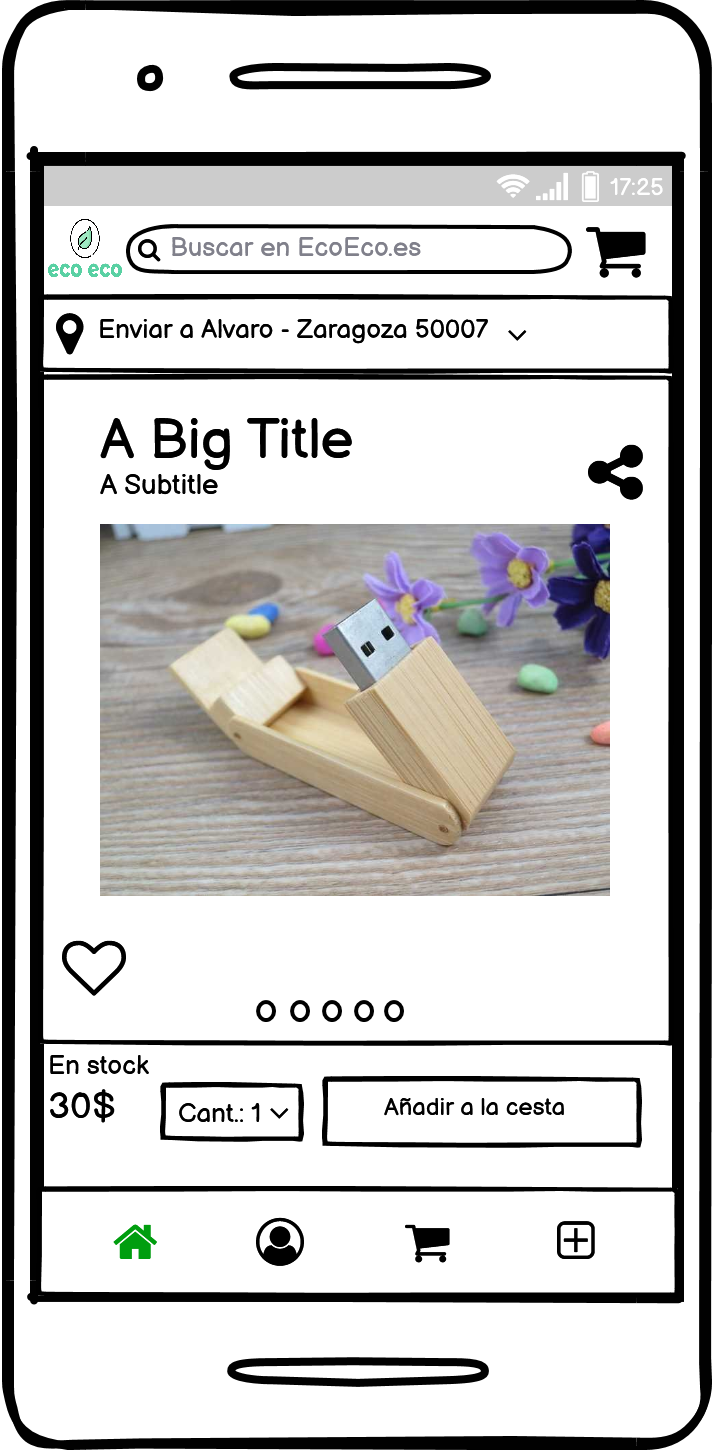 17:25
eco eco
Buscar en EcoEco.es
Enviar a Alvaro - Zaragoza 50007
A Big Title
A Subtitle
En stock
30$
Cant.: 1
Añadir a la cesta